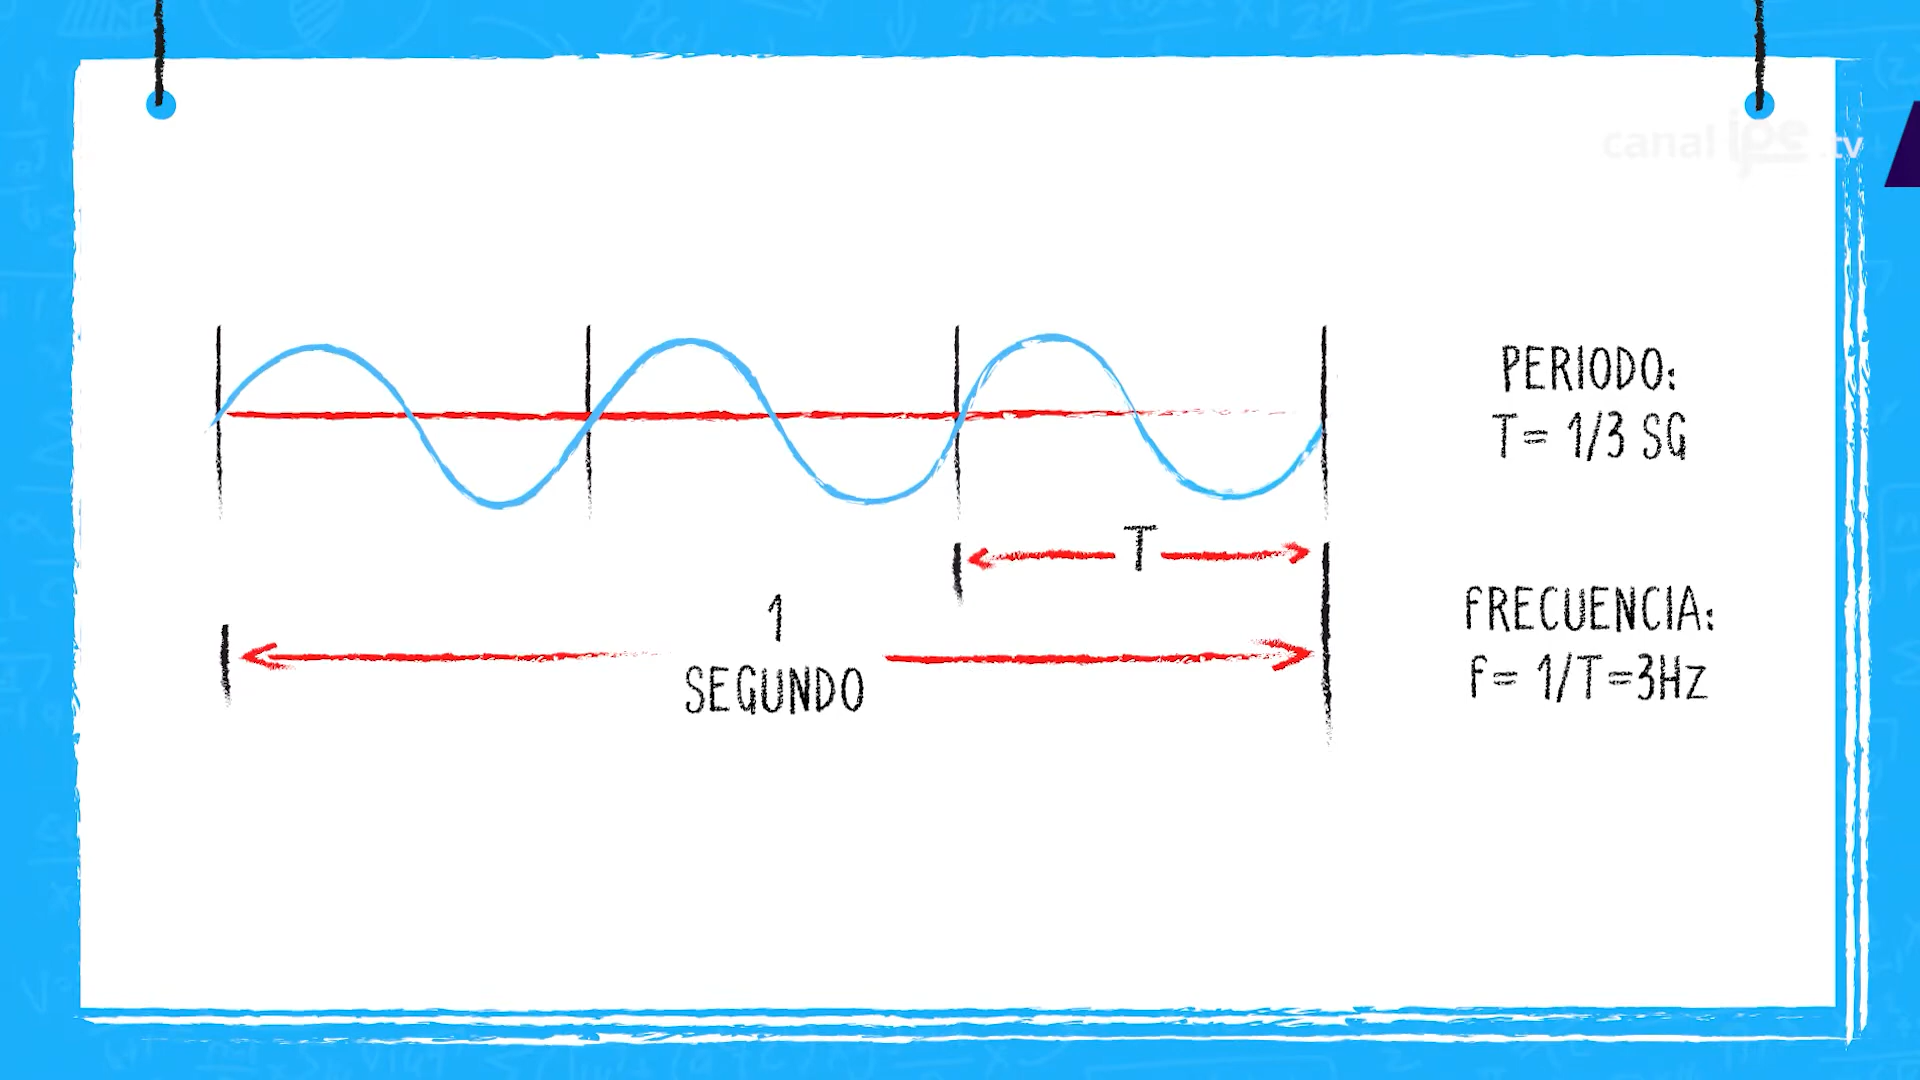 canal ipe .tv
PERIODO:
T= 1/3 SG
T
1
SEGUNDO
fRECUENCIA:
f= 1/T=3Hz